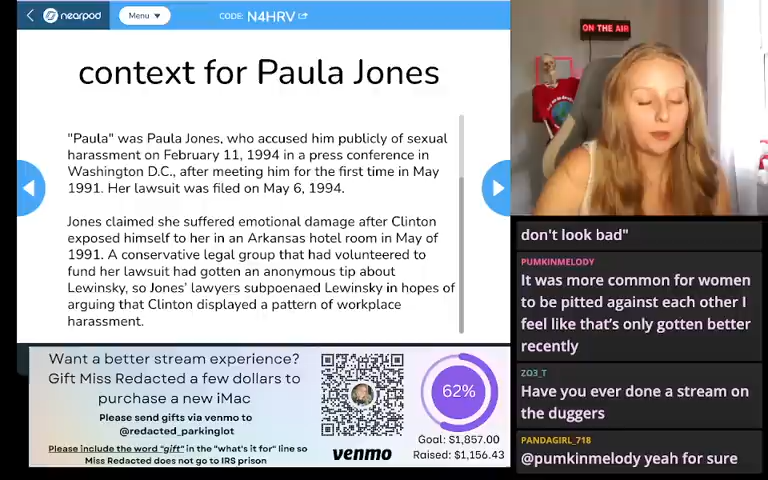 nearpod
Menu
CODE: N4HRV
ON THE AIR
context for Paula Jones
"Paula" was Paula Jones, who accused him publicly of sexual
harassment on February 11, 1994 in a press conference in
Washington D.C., after meeting him for the first time in May
1991. Her lawsuit was filed on May 6, 1994.
Jones claimed she suffered emotional damage after Clinton
exposed himself to her in an Arkansas hotel room in May of
1991. A conservative legal group that had volunteered to
fund her lawsuit had gotten an anonymous tip about
Lewinsky, so Jones' lawyers subpoenaed Lewinsky in hopes of
arguing that Clinton displayed a pattern of workplace
harassment.
Want a better stream experience?
Gift Miss Redacted a few dollars to
purchase a new iMac
Please send gifts via venmo to
@redacted_parkinglot
Please include the word "gift" in the "what's it for" line so
Miss Redacted does not go to IRS prison
venmo
62%
Goal: $1,857.00
Raised: $1,156.43
don't look bad"
PUMKINMELODY
It was more common for women
to be pitted against each other I
feel like that's only gotten better
recently
ZO3_T
Have you ever done a stream on
the duggers
PANDAGIRL_718
@pumkinmelody yeah for sure